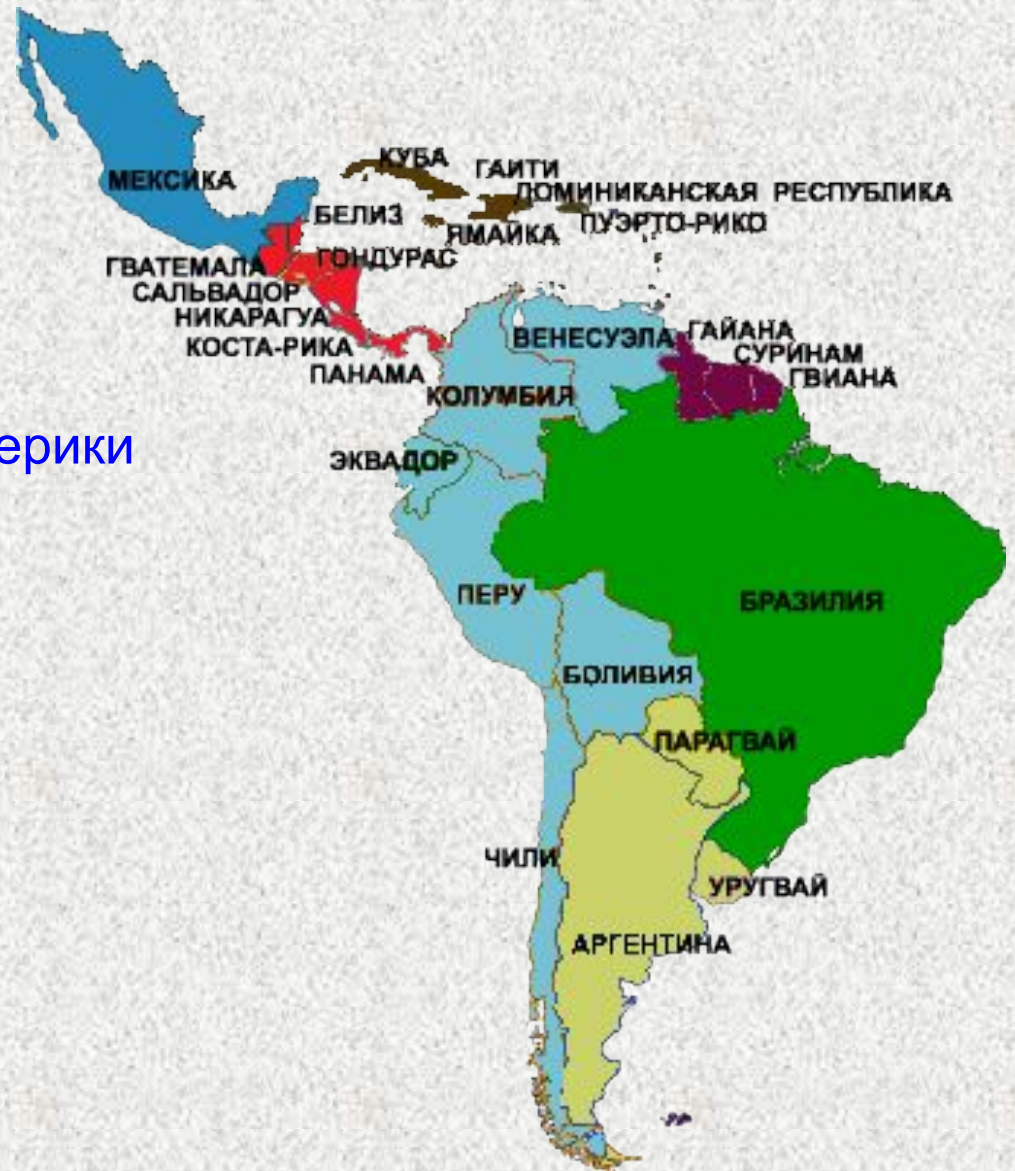 МЕКСИКА
КУБА
ГАИТИ
ДОМИНИКАНСКАЯ РЕСПУБЛИКА
БЕЛИЗ
ЯМАЙКА
ПУЭРТО-РИКО
ГВАТЕМАЛА
ГОНДУРАС
САЛЬВАДОР
НИКАРАГУА
КОСТА-РИКА
ПАНАМА
ВЕНЕСУЭЛА
ГАЙАНА
СУРИНАМ
ГВИАНА
КОЛУМБИЯ
ерики
ЭКВАДОР
ПЕРУ
БРАЗИЛИЯ
БОЛИВИЯ
ПАРАГВАЙ
ЧИЛИ
УРУГВАЙ
АРГЕНТИНА